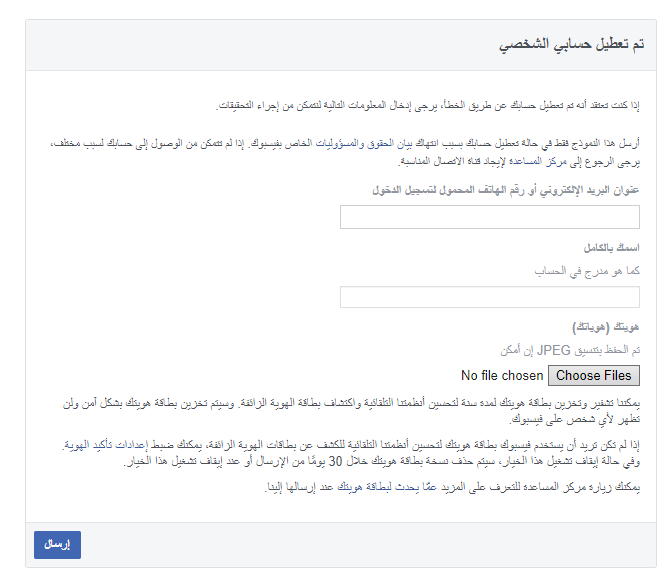 تم تعطيل حسابي الشخصي
إذا كنت تعتقد أنه تم تعطيل حسابك عن طريق الخطأ، يرجى إدخال المعلومات التالية لنتمكن من إجراء التحقيقات.
أرسل هذا النموذج فقط في حالة تعطيل حسابك بسبب انتهاك بيان الحقوق والمسؤوليات الخاص بفيسبوك. إذا لم تتمكن من الوصول إلى حسابك لسبب مختلف،
يرجى الرجوع إلى مركز المساعدة لإيجاد قناة الاتصال المناسبة.
عنوان البريد الإلكتروني أو رقم الهاتف المحمول لتسجيل الدخول
اسمك بالكامل
كما هو مدرج في الحساب
هويتك (هوياتك)
تم الحفظ بتنسيق JPEG إن أمكن
Choose Files No file chosen
يمكننا تشفير وتخزين بطاقة هويتك لمدة سنة لتحسين أنظمتنا التلقائية واكتشاف بطاقة الهوية الزائفة. وسيتم تخزين بطاقة هويتك بشكل آمن ولن
تظهر لأي شخص على فيسبوك.
إذا لم تكن تريد أن يستخدم فيسبوك بطاقة هويتك لتحسين أنظمتنا التلقائية للكشف عن بطاقات الهوية الزائفة، يمكنك ضبط إعدادات تأكيد الهوية.
وفي حالة إيقاف تشغيل هذا الخيار، سيتم حذف نسخة بطاقة هويتك خلال 30 يومًا من الإرسال أو عند إيقاف تشغيل هذا الخيار.
يمكنك زيارة مركز المساعدة للتعرف على المزيد عمّا يحدث لبطاقة هويتك عند إرسالها إلينا.
إرسال